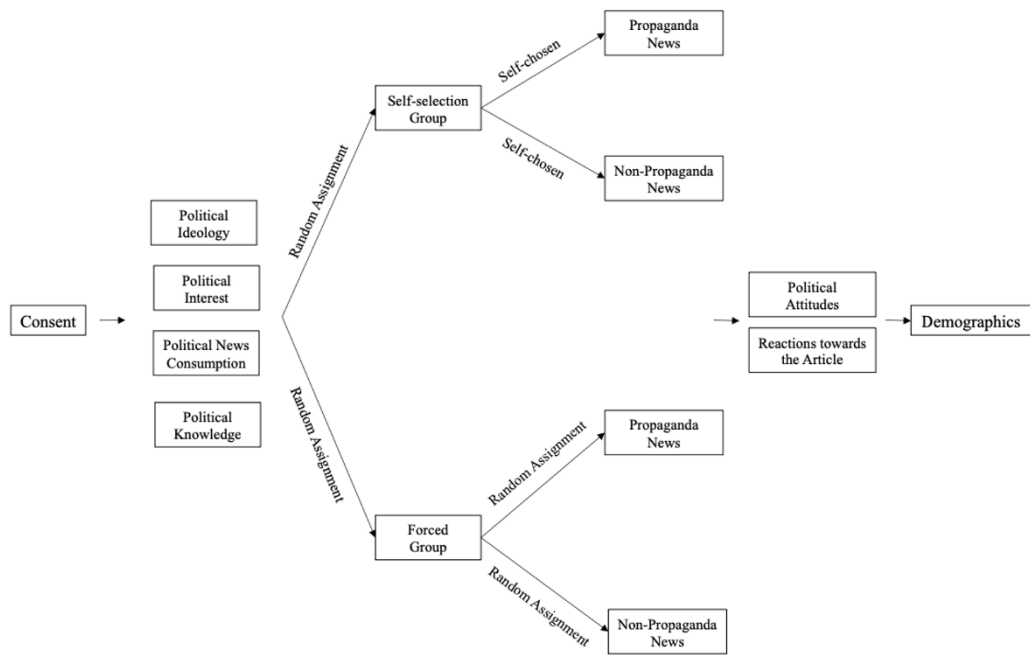 Consent
Political
Ideology
Political
Interest
Political News
Consumption
Political
Knowledge
Random Assignment
Random Assignment
Self-selection
Group
Self-chosen
Self-chosen
Propaganda
News
Non-Propaganda
News
Forced
Group
Random Assignment
Random Assignment
Propaganda
News
Non-Propaganda
News
Political
Attitudes
Reactions towards
the Article
Demographics